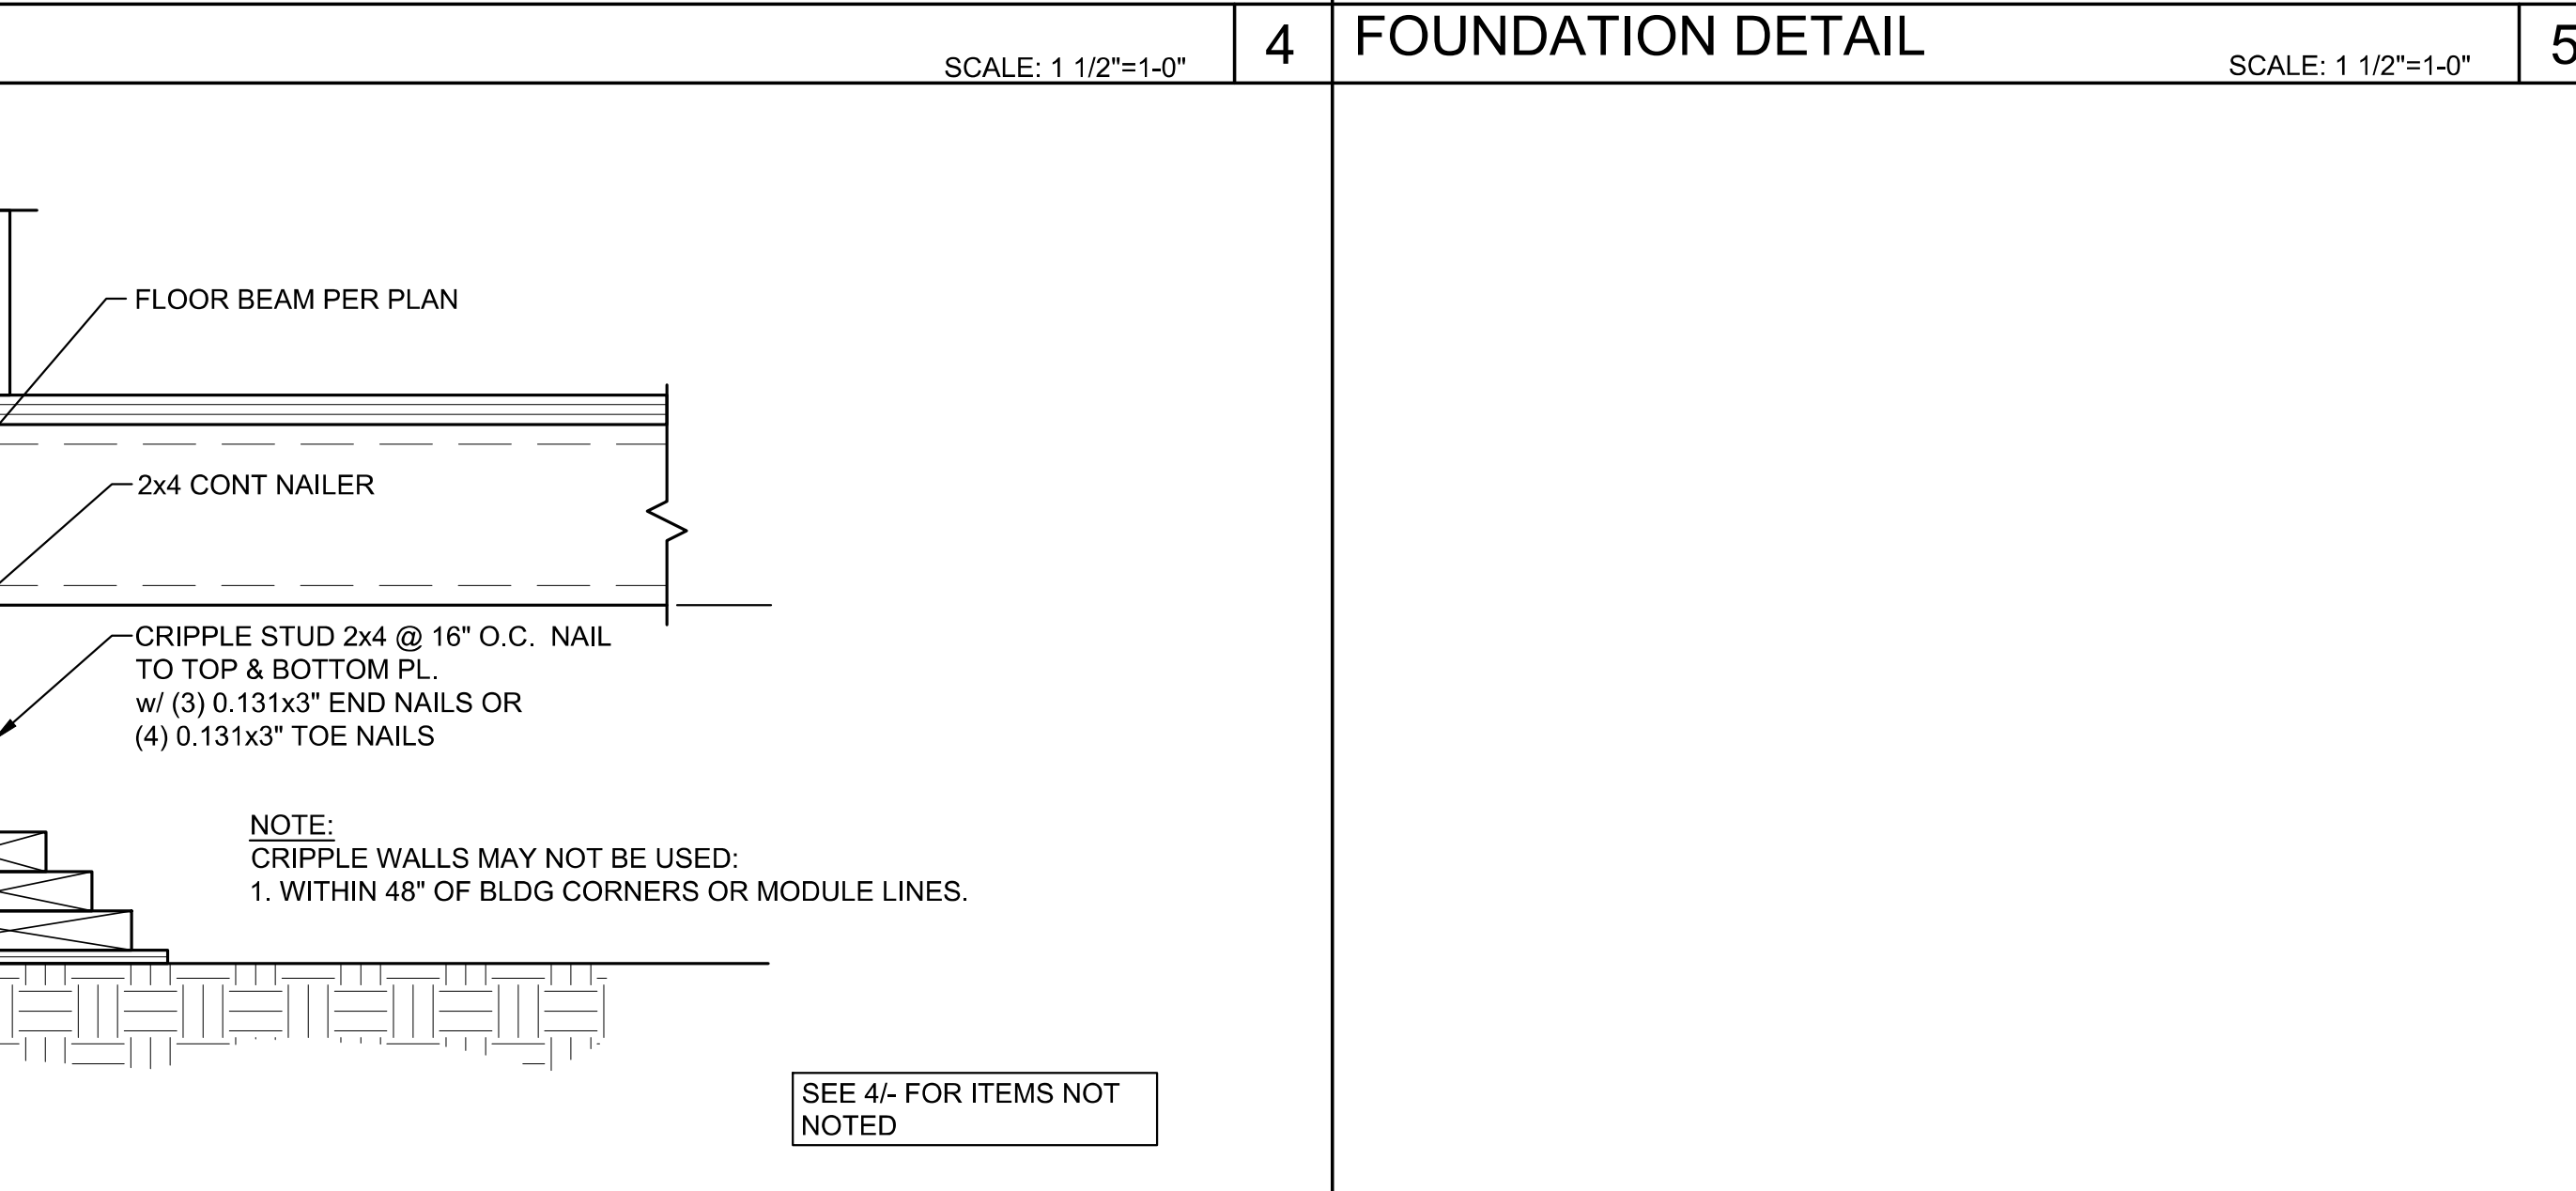 SCALE: 1 1/2"=1-0"
4
FOUNDATION DETAIL
SCALE: 1 1/2"=1-0"
5
FLOOR BEAM PER PLAN
2x4 CONT NAILER
CRIPPLE STUD 2x4 @ 16" O.C. NAIL
TO TOP & BOTTOM PL.
w/ (3) 0.131x3" END NAILS OR
(4) 0.131x3" TOE NAILS
NOTE:
CRIPPLE WALLS MAY NOT BE USED:
1. WITHIN 48" OF BLDG CORNERS OR MODULE LINES.
SEE 4/- FOR ITEMS NOT
NOTED